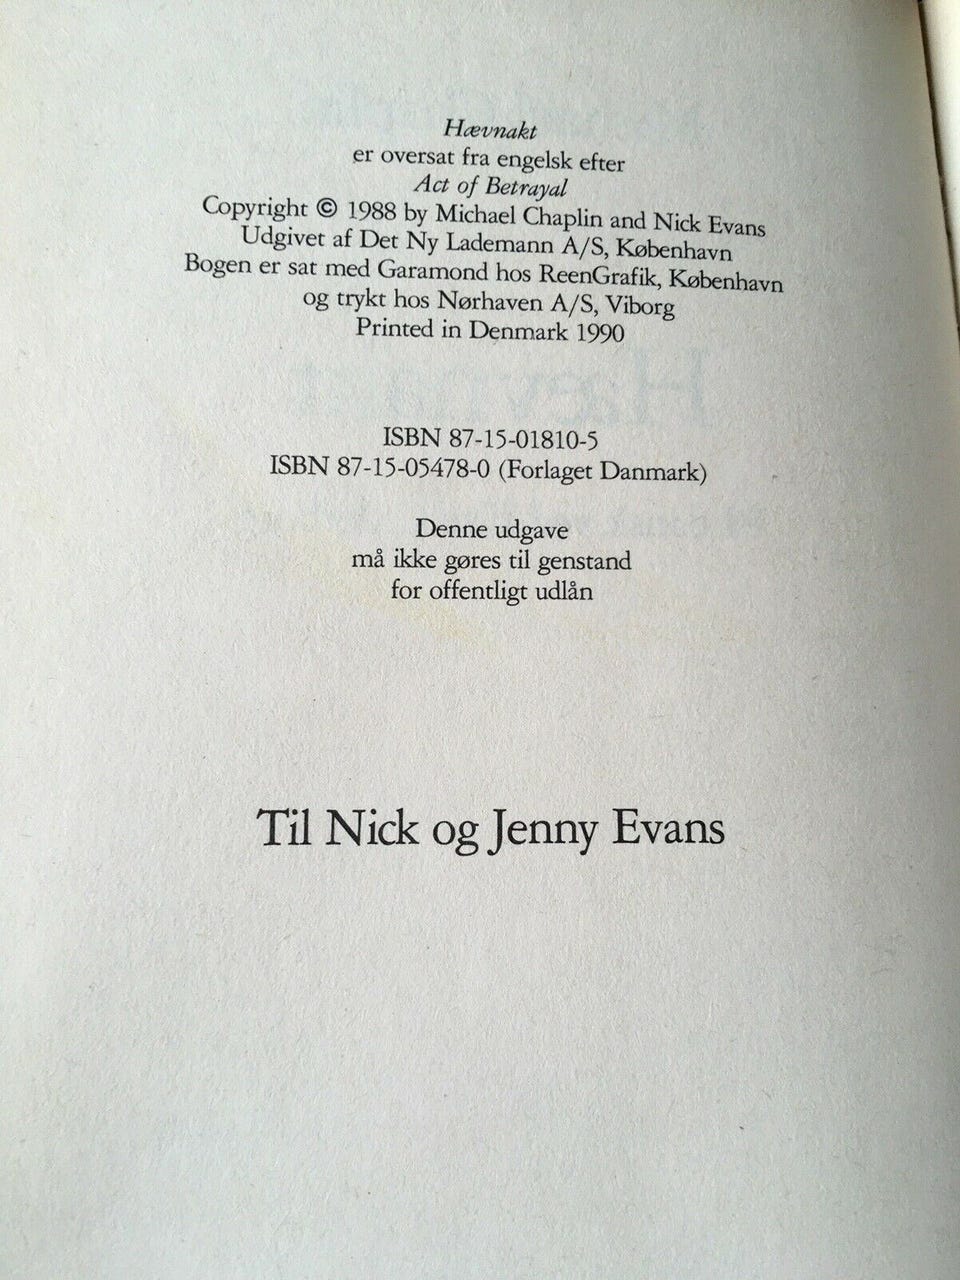 Hævnakt
er oversat fra engelsk efter
Act of Betrayal
Copyright © 1988 by Michael Chaplin and Nick Evans
Udgivet af Det Ny Lademann A/S, København
Bogen er sat med Garamond hos ReenGrafik, København
og trykt hos Nørhaven A/S, Viborg
Printed in Denmark 1990
ISBN 87-15-01810-5
ISBN 87-15-05478-0 (Forlaget Danmark)
Denne udgave
må ikke gøres til genstand
for offentligt udlån
Til Nick og Jenny Evans